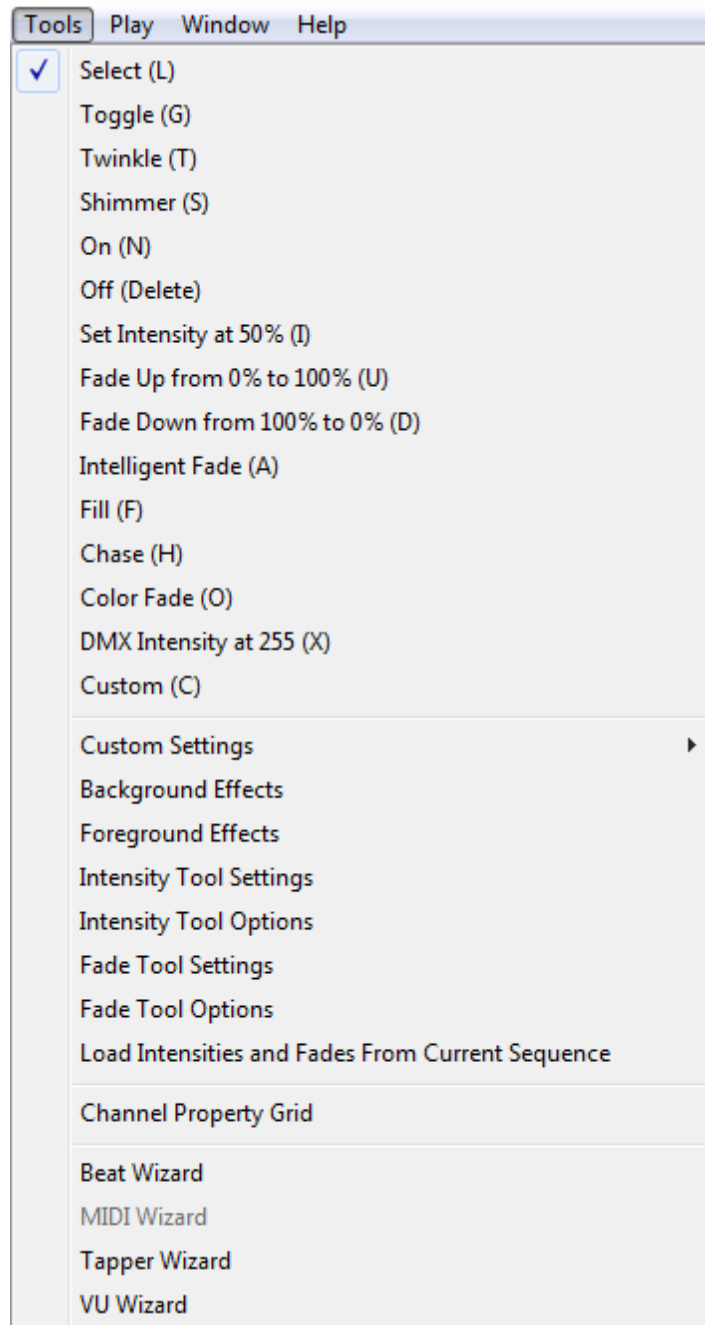 Tools Play Window Help
Select (L)
Toggle (G)
Twinkle (T)
Shimmer (S)
On (N)
Off (Delete)
Set Intensity at 50% (I)
Fade Up from 0% to 100% (U)
Fade Down from 100% to 0% (D)
Intelligent Fade (A)
Fill (F)
Chase (H)
Color Fade (O)
DMX Intensity at 255 (X)
Custom (C)
Custom Settings
Background Effects
Foreground Effects
Intensity Tool Settings
Intensity Tool Options
Fade Tool Settings
Fade Tool Options
Load Intensities and Fades From Current Sequence
Channel Property Grid
Beat Wizard
MIDI Wizard
Tapper Wizard
VU Wizard